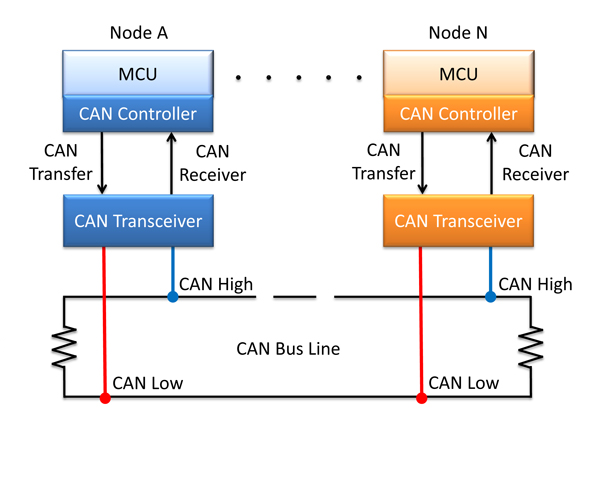 Node A
Node N
MCU
MCU
CAN Controller
CAN Controller
CAN
Transfer
CAN
Receiver
CAN
Transfer
CAN
Receiver
CAN Transceiver
CAN Transceiver
CAN High
CAN High
CAN Bus Line
CAN Low
CAN Low